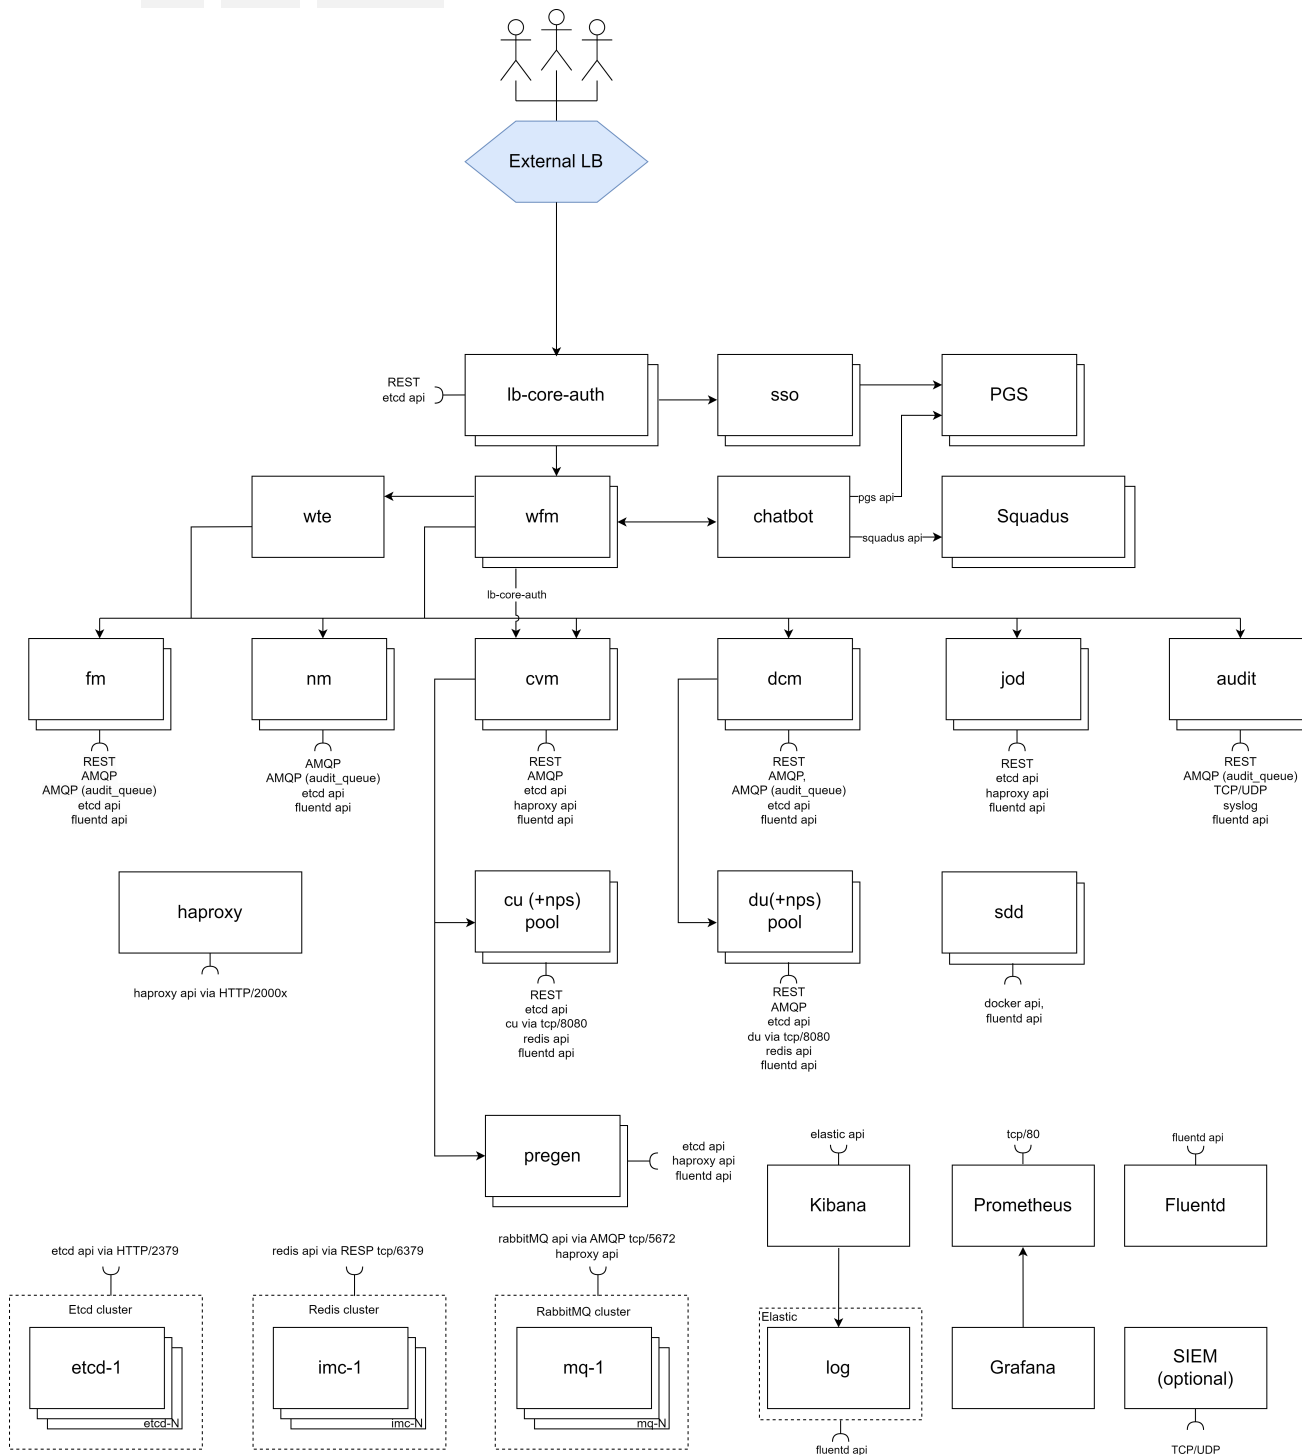 External LB
REST
etcd api
lb-core-auth
sso
PGS
wte
wfm
chatbot
pgs api
squadus api
Squadus
lb-core-auth
fm
nm
cvm
dcm
jod
audit
REST
AMQP
AMQP (audit_queue)
etcd api
fluentd api
AMQP
AMQP (audit_queue)
etcd api
fluentd api
REST
AMQP
etcd api
haproxy api
fluentd api
REST
AMQP,
AMQP (audit_queue)
etcd api
fluentd api
REST
etcd api
haproxy api
fluentd api
REST
AMQP (audit_queue)
TCP/UDP
syslog
fluentd api
haproxy
haproxy api via HTTP/2000x
cu (+nps)
pool
REST
etcd api
cu via tcp/8080
redis api
fluentd api
du(+nps)
pool
REST
AMQP
etcd api
du via tcp/8080
redis api
fluentd api
sdd
docker api,
fluentd api
pregen
etcd api
haproxy api
fluentd api
elastic api
Kibana
tcp/80
Prometheus
fluentd api
Fluentd
etcd api via HTTP/2379
Etcd cluster
etcd-1
etcd-N
redis api via RESP tcp/6379
Redis cluster
imc-1
imc-N
rabbitMQ api via AMQP tcp/5672
haproxy api
RabbitMQ cluster
mq-1
mq-N
Elastic
log
fluentd api
Grafana
SIEM
(optional)
TCP/UDP